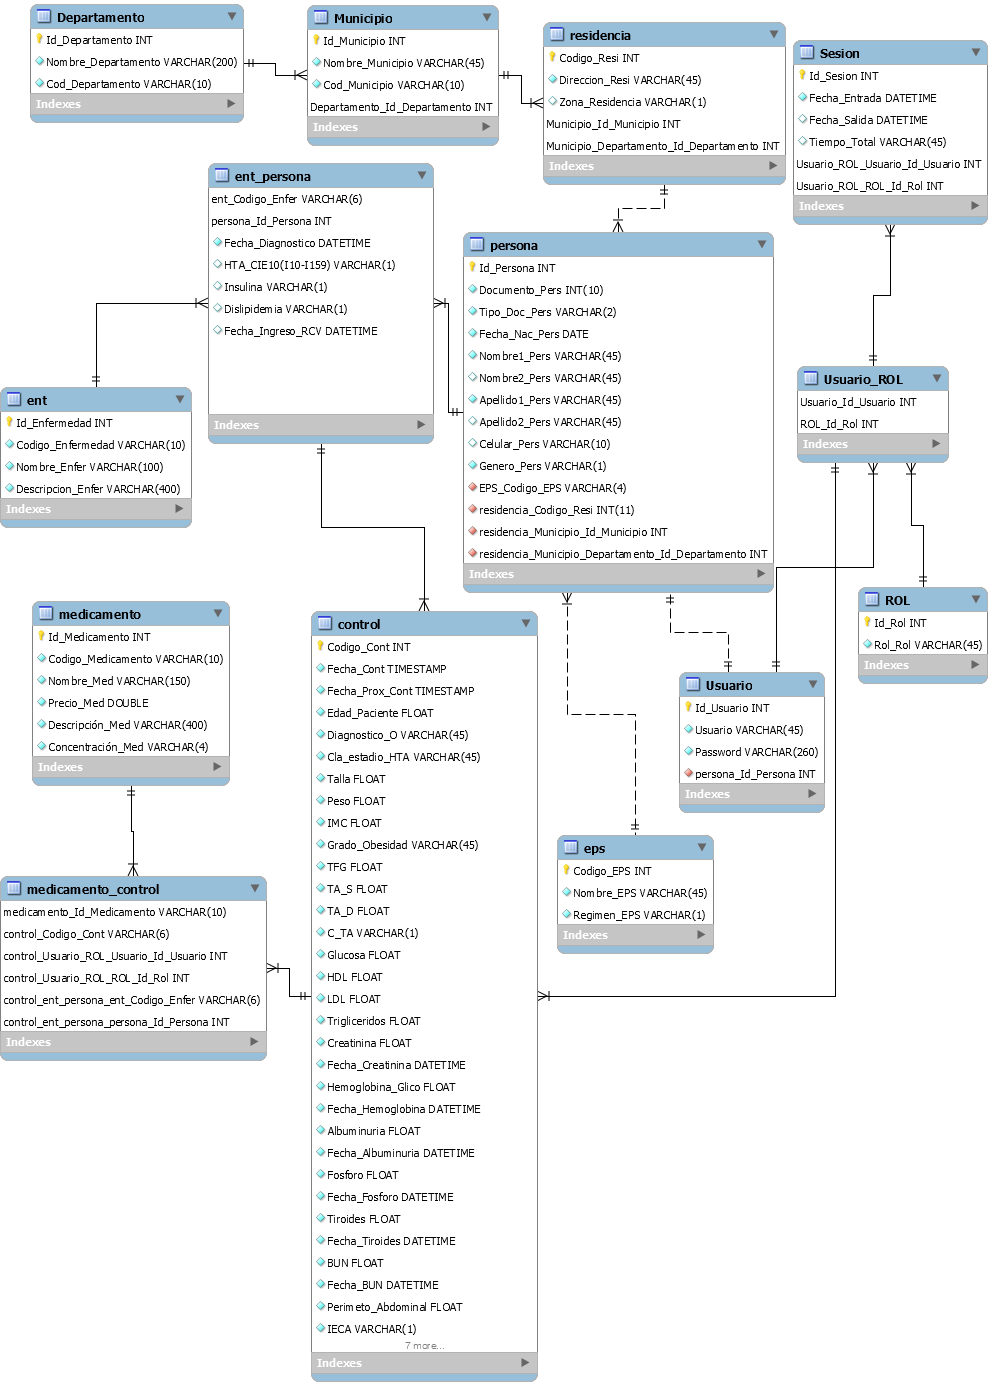 Departamento
Id_Departamento INT
Nombre_Departamento VARCHAR(200)
Cod_Departamento VARCHAR(10)
Indexes
Municipio
Id_Municipio INT
Nombre_Municipio VARCHAR(45)
Cod_Municipio VARCHAR(10)
Departamento_Id_Departamento INT
Indexes
residencia
Codigo_Resi INT
Direccion_Resi VARCHAR(45)
Zona_Residencia VARCHAR(1)
Municipio_Id_Municipio INT
Municipio_Departamento_Id_Departamento INT
Indexes
Sesion
Id_Sesion INT
Fecha_Entrada DATETIME
Fecha_Salida DATETIME
Tiempo_Total VARCHAR(45)
Usuario_ROL_Usuario_Id_Usuario INT
Usuario_ROL_ROL_Id_Rol INT
Indexes
ent_persona
ent_Codigo_Enfer VARCHAR(6)
persona_Id_Persona INT
Fecha_Diagnostico DATETIME
HTA_CIE10(I10-I159) VARCHAR(1)
Insulina VARCHAR(1)
Dislipidemia VARCHAR(1)
Fecha_Ingreso_RCV DATETIME
Indexes
persona
Id_Persona INT
Documento_Pers INT(10)
Tipo_Doc_Pers VARCHAR(2)
Fecha_Nac_Pers DATE
Nombre1_Pers VARCHAR(45)
Nombre2_Pers VARCHAR(45)
Apellido1_Pers VARCHAR(45)
Apellido2_Pers VARCHAR(45)
Celular_Pers VARCHAR(10)
Genero_Pers VARCHAR(1)
EPS_Codigo_EPS VARCHAR(4)
residencia_Codigo_Resi INT(11)
residencia_Municipio_Id_Municipio INT
residencia_Municipio_Departamento_Id_Departamento INT
Indexes
Usuario_ROL
Usuario_Id_Usuario INT
ROL_Id_Rol INT
Indexes
ent
Id_Enfermedad INT
Codigo_Enfermedad VARCHAR(10)
Nombre_Enfer VARCHAR(100)
Descripcion_Enfer VARCHAR(400)
Indexes
ROL
Id_Rol INT
Rol_Rol VARCHAR(45)
Indexes
medicamento
Id_Medicamento INT
Codigo_Medicamento VARCHAR(10)
Nombre_Med VARCHAR(150)
Precio_Med DOUBLE
Descripción_Med VARCHAR(400)
Concentración_Med VARCHAR(4)
Indexes
control
Codigo_Cont INT
Fecha_Cont TIMESTAMP
Fecha_Prox_Cont TIMESTAMP
Edad_Paciente FLOAT
Diagnostico_O VARCHAR(45)
Cla_estadio_HTA VARCHAR(45)
Talla FLOAT
Peso FLOAT
IMC FLOAT
Grado_Obesidad VARCHAR(45)
TFG FLOAT
TA_S FLOAT
TA_D FLOAT
C_TA VARCHAR(1)
Glucosa FLOAT
HDL FLOAT
LDL FLOAT
Trigliceridos FLOAT
Creatinina FLOAT
Fecha_Creatinina DATETIME
Hemoglobina_Glico FLOAT
Fecha_Hemoglobina DATETIME
Albuminuria FLOAT
Fecha_Albuminuria DATETIME
Fosforo FLOAT
Fecha_Fosforo DATETIME
Tiroides FLOAT
Fecha_Tiroides DATETIME
BUN FLOAT
Fecha_BUN DATETIME
Perimeto_Abdominal FLOAT
IECA VARCHAR(1)
7 more...
Indexes
Usuario
Id_Usuario INT
Usuario VARCHAR(45)
Password VARCHAR(260)
persona_Id_Persona INT
Indexes
eps
Codigo_EPS INT
Nombre_EPS VARCHAR(45)
Regimen_EPS VARCHAR(1)
Indexes
medicamento_control
medicamento_Id_Medicamento VARCHAR(10)
control_Codigo_Cont VARCHAR(6)
control_Usuario_ROL_Usuario_Id_Usuario INT
control_Usuario_ROL_ROL_Id_Rol INT
control_ent_persona_ent_Codigo_Enfer VARCHAR(6)
control_ent_persona_persona_Id_Persona INT
Indexes